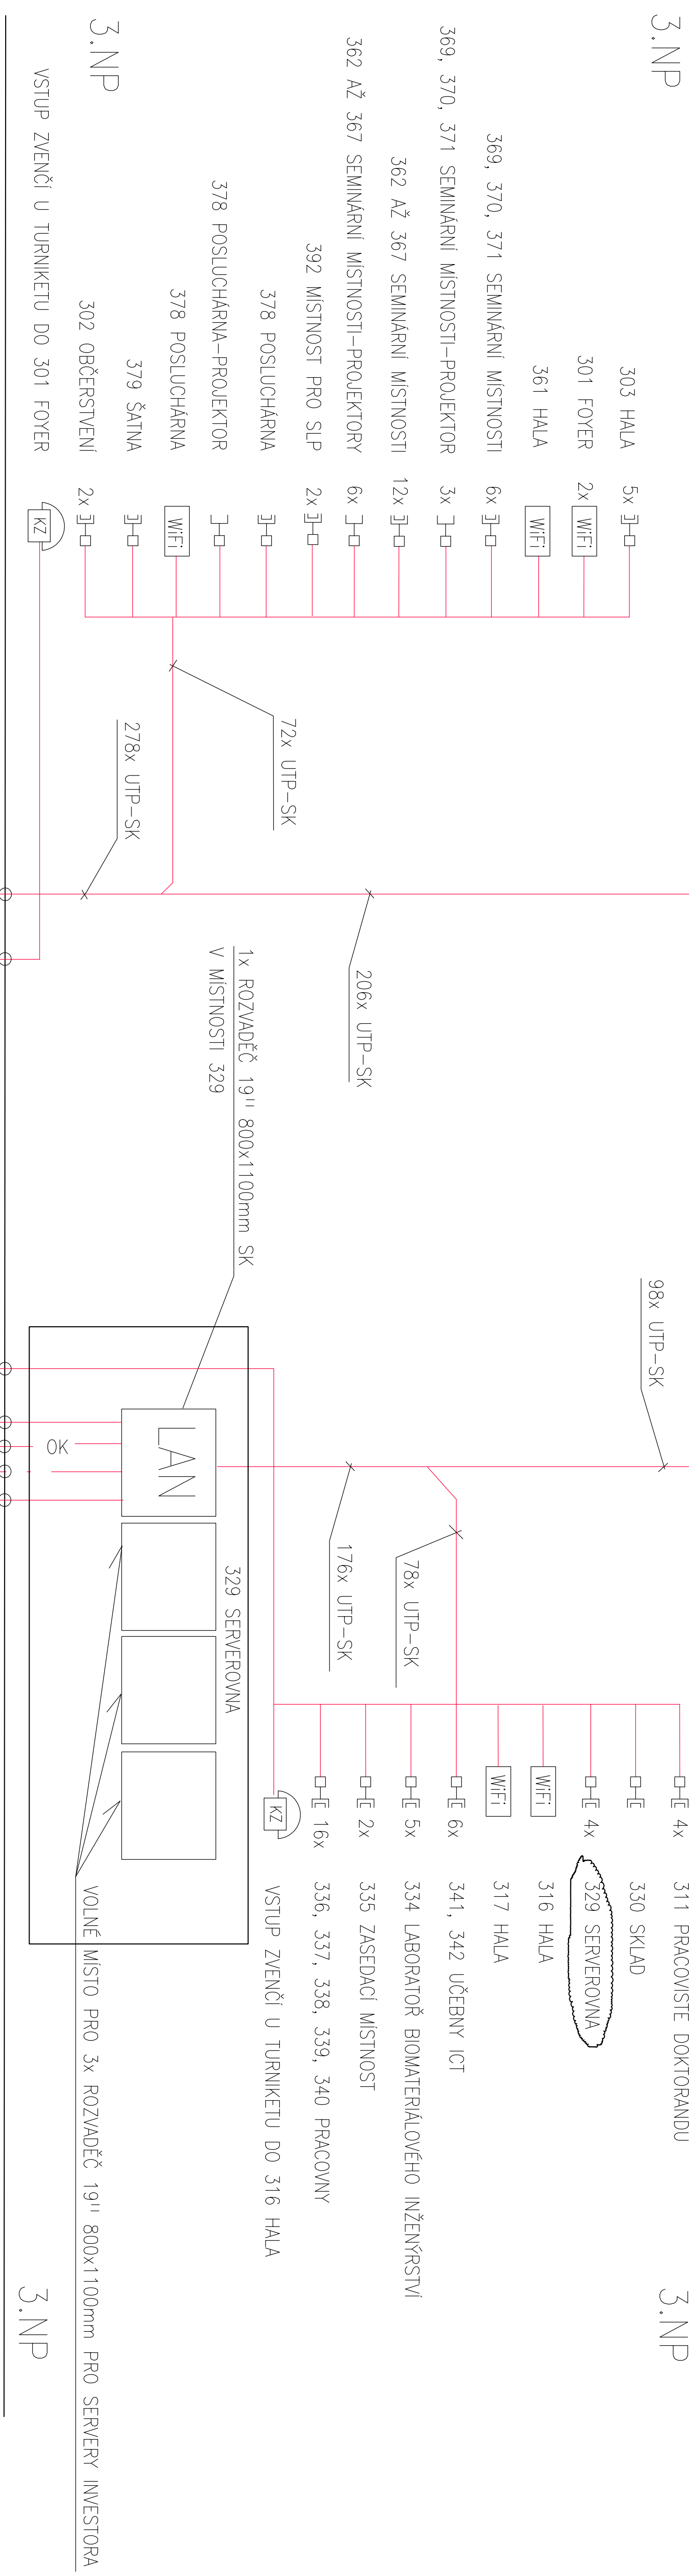 3.NP
303 HALA 5x
301 FOYER 2x WiFi
361 HALA WiFi
369, 370, 371 SEMINÁRNÍ MÍSTNOSTI 6x
369, 370, 371 SEMINÁRNÍ MÍSTNOSTI-PROJEKTOR 3x
362 AŽ 367 SEMINÁRNÍ MÍSTNOSTI 12x
362 AŽ 367 SEMINÁRNÍ MÍSTNOSTI-PROJEKTORY 6x
392 MÍSTNOST PRO SLP 2x
378 POSLUCHÁRNA
378 POSLUCHÁRNA-PROJEKTOR
378 POSLUCHÁRNA WiFi
379 ŠATNA
302 OBČERSTVENÍ 2x
VSTUP ZVENČÍ U TURNIKETU DO 301 FOYER KZ
3.NP
72x UTP-SK
278x UTP-SK
206x UTP-SK
1x ROZVADĚČ 19'' 800x1100mm SK
V MÍSTNOSTI 329
98x UTP-SK
176x UTP-SK
78x UTP-SK
LAN
OK
329 SERVEROVNA
4x 311 PRACOVISTE DOKTORANDU
330 SKLAD
4x 329 SERVEROVNA
WiFi 316 HALA
WiFi 317 HALA
6x 341, 342 UČEBNY ICT
5x 334 LABORATOŘ BIOMATERIÁLOVÉHO INŽENÝRSTVÍ
2x 335 ZASEDACÍ MÍSTNOST
16x 336, 337, 338, 339, 340 PRACOVNY
KZ VSTUP ZVENČÍ U TURNIKETU DO 316 HALA
VOLNÉ MÍSTO PRO 3x ROZVADĚČ 19'' 800x1100mm PRO SERVERY INVESTORA
3.NP
3.NP